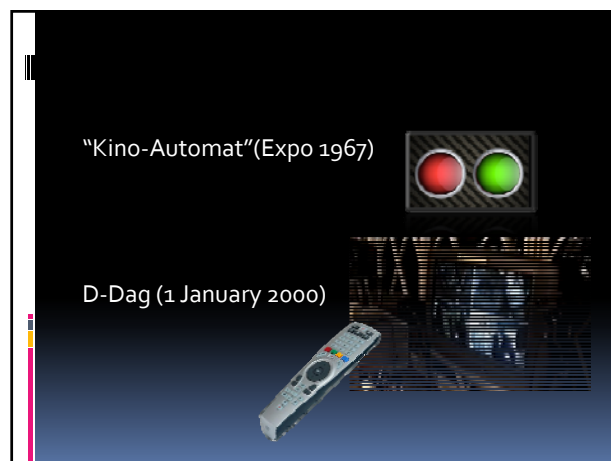 “Kino-Automat”(Expo 1967)
D-Dag (1 January 2000)